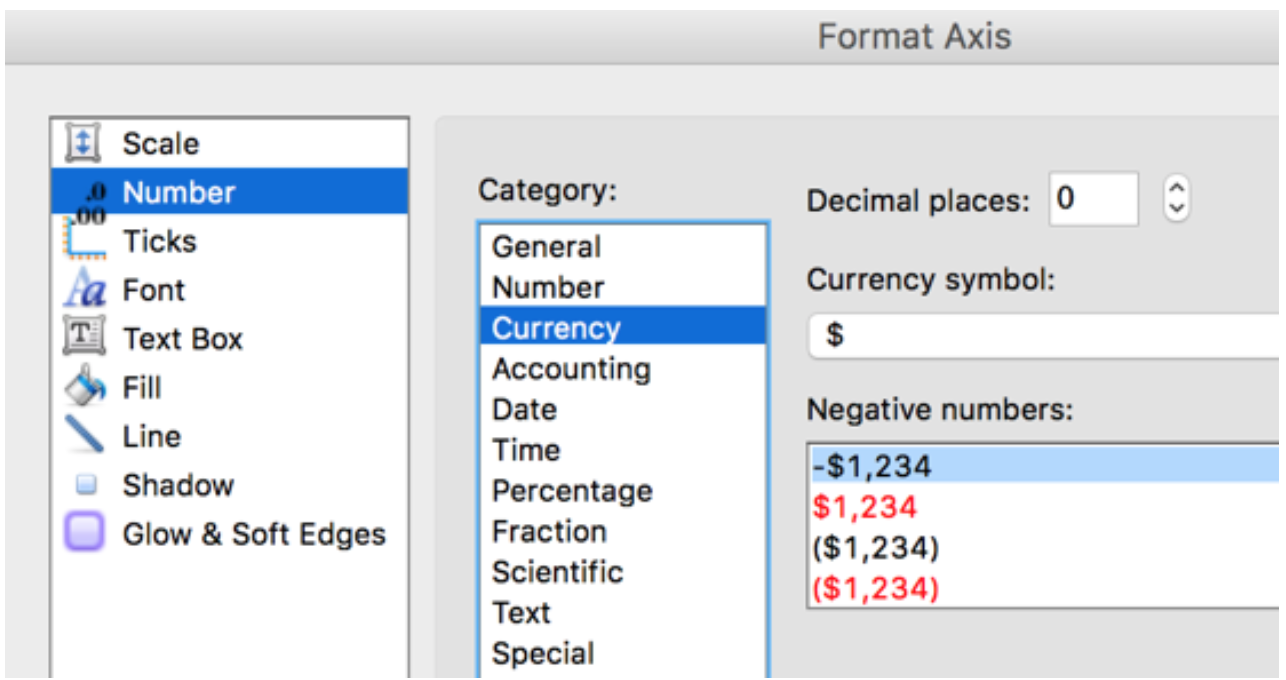 Format Axis
Scale
Number
Ticks
Font
Text Box
Fill
Line
Shadow
Glow & Soft Edges
Category:
General
Number
Currency
Accounting
Date
Time
Percentage
Fraction
Scientific
Text
Special
Decimal places: 0
Currency symbol:
$
Negative numbers:
-$1,234
$1,234
($1,234)
($1,234)